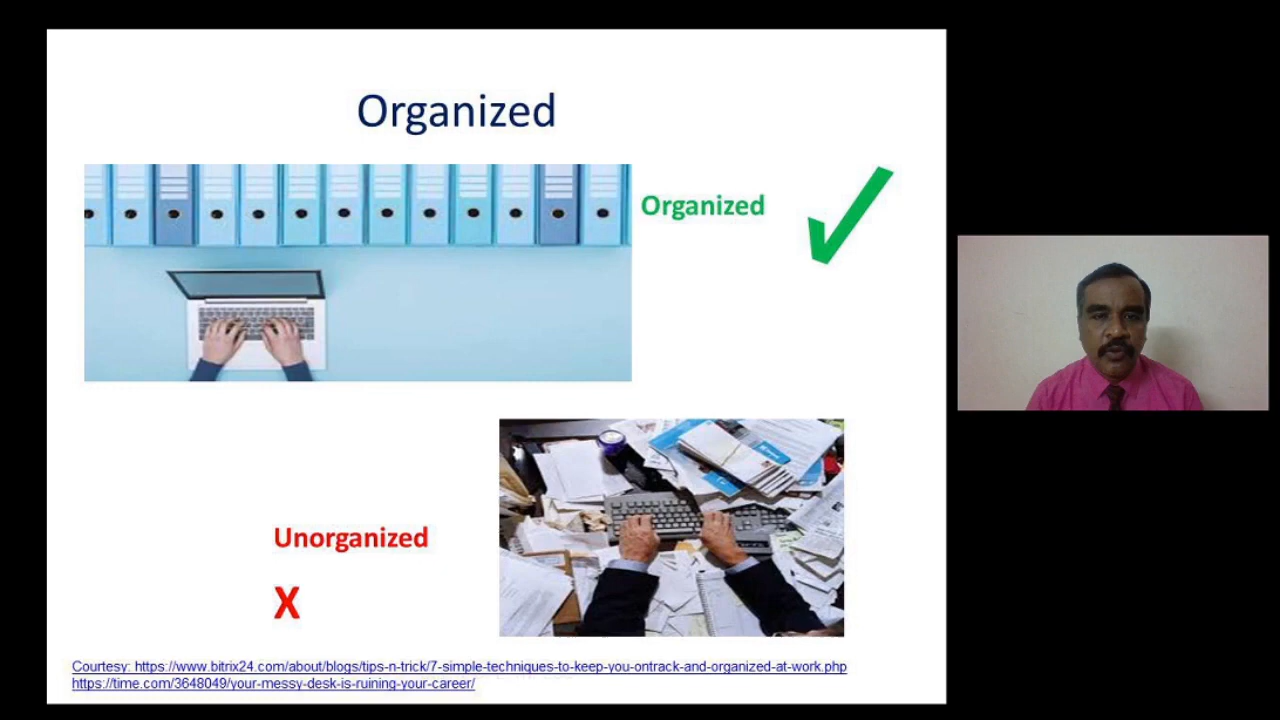 Organized
Organized
Unorganized
X
Courtesy: https://www.bitrix24.com/about/blogs/tips-n-trick/7-simple-techniques-to-keep-you-ontrack-and-organized-at-work.php
https://time.com/3648049/your-messy-desk-is-ruining-your-career/